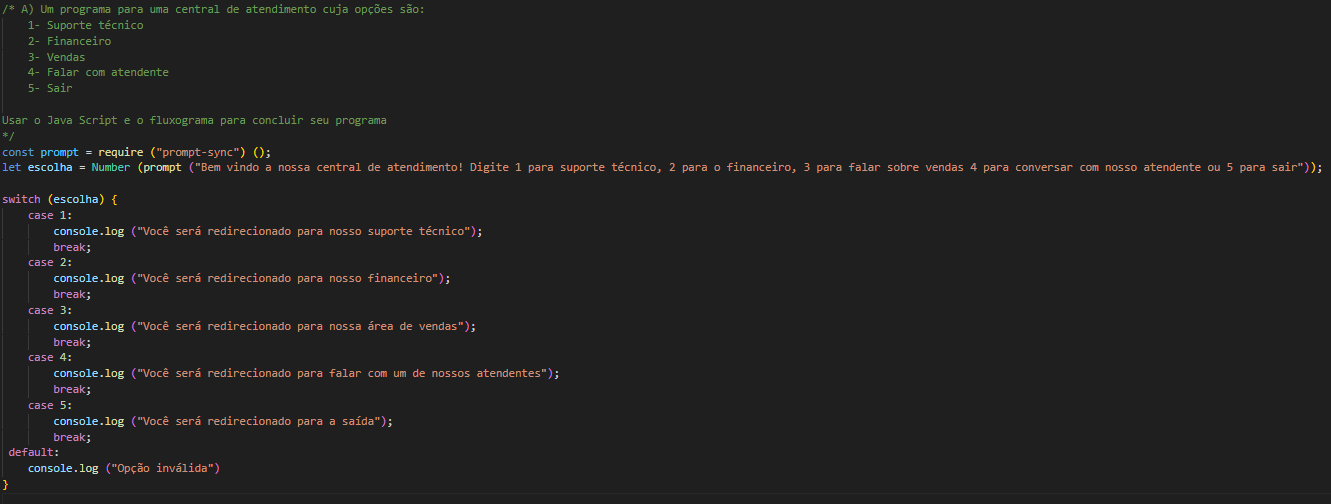 /* A) Um programa para uma central de atendimento cuja opções são:
1- Suporte técnico
2- Financeiro
3- Vendas
4- Falar com atendente
5- Sair
Usar o Java Script e o fluxograma para concluir seu programa
*/
const prompt = require ("prompt-sync") ();
let escolha = Number (prompt ("Bem vindo a nossa central de atendimento! Digite 1 para suporte técnico, 2 para o financeiro, 3 para falar sobre vendas 4 para conversar com nosso atendente ou 5 para sair"));
switch (escolha) {
case 1:
console.log ("Você será redirecionado para nosso suporte técnico");
break;
case 2:
console.log ("Você será redirecionado para nosso financeiro");
break;
case 3:
console.log ("Você será redirecionado para nossa área de vendas");
break;
case 4:
console.log ("Você será redirecionado para falar com um de nossos atendentes");
break;
case 5:
console.log ("Você será redirecionado para a saída");
break;
default:
console.log ("Opção inválida")
}